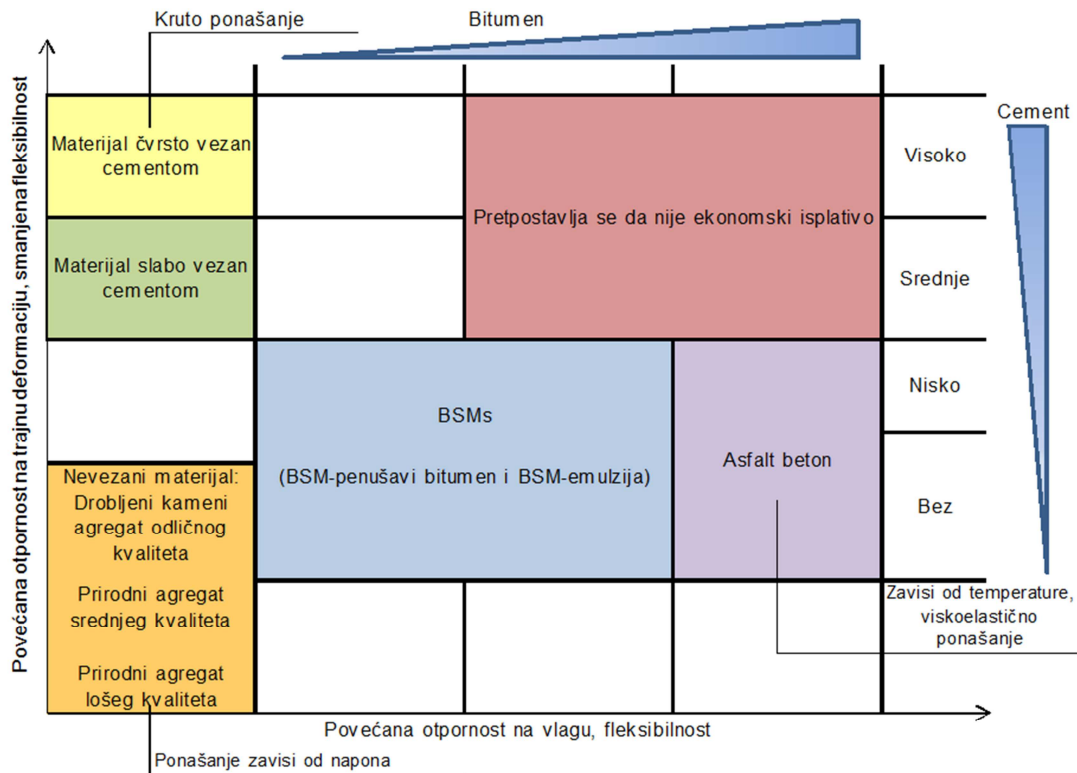 Kruto ponašanje
Bitumen
Povećana otpornost na trajnu deformaciju, smanjena fleksibilnost
Cement
Materijal čvrsto vezan
cementom
Visoko
Pretpostavlja se da nije ekonomski isplativo
Materijal slabo vezan
cementom
Srednje
Nisko
BSMs
(BSM-penušavi bitumen i BSM-emulzija)
Asfalt beton
Bez
Nevezani materijal:
Drobljeni kameni
agregat odličnog
kvaliteta
Prirodni agregat
srednjeg kvaliteta
Prirodni agregat
lošeg kvaliteta
Zavisi od temperature,
viskoelastično
ponašanje
Povećana otpornost na vlagu, fleksibilnost
Ponašanje zavisi od napona